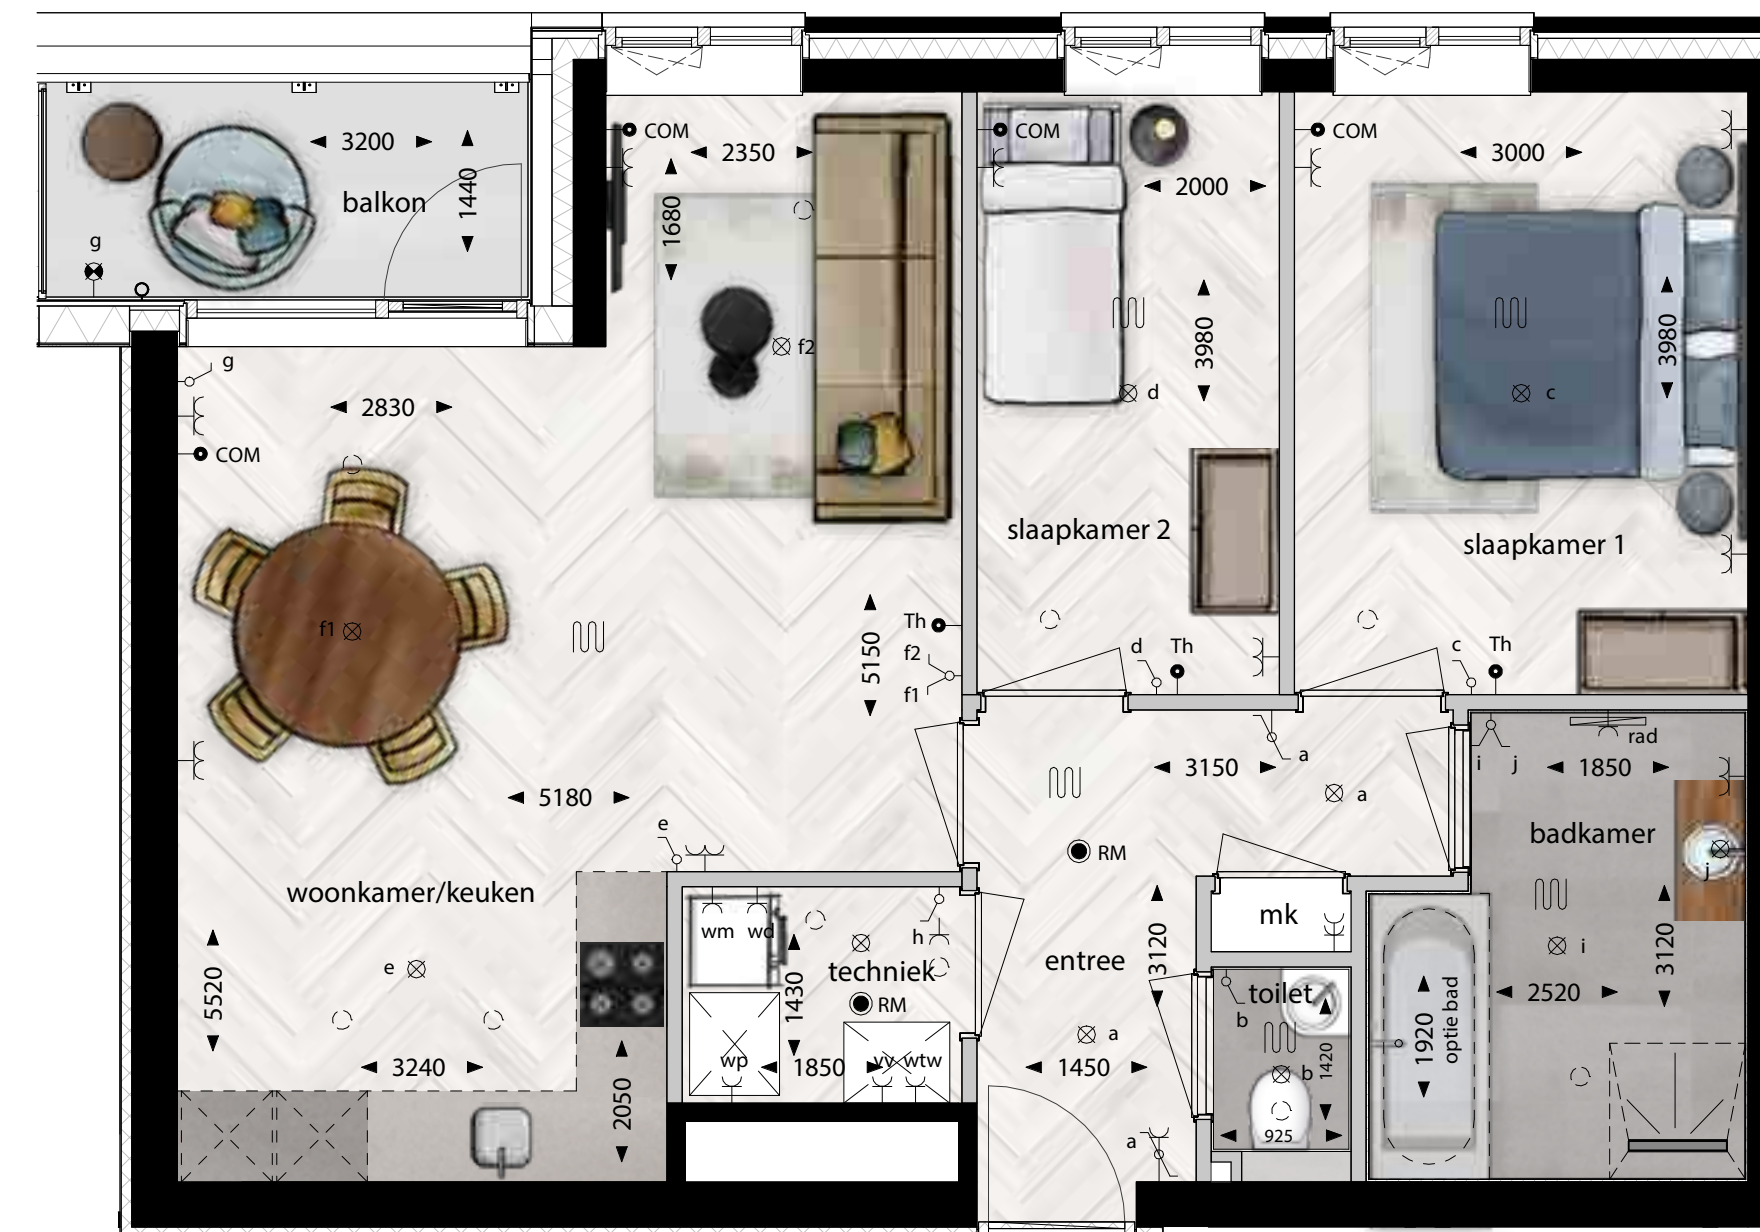 COM
COM
COM
3200
2350
3000
1440
balkon
2000
1680
g
3980
3980
f2
g
d
c
2830
COM
slaapkamer 2
slaapkamer 1
Th
f1
5150
f2
f1
d
Th
c
Th
a
i
j
rad
3150
1850
5180
a
e
badkamer
RM
j
woonkamer/keuken
mk
wm
wd
h
3120
i
3120
e
techniek
entree
5520
1430
RM
toilet
2520
b
1920
optie bad
a
wp
1850
vv
wtw
3240
1450
b
1420
2050
925
a